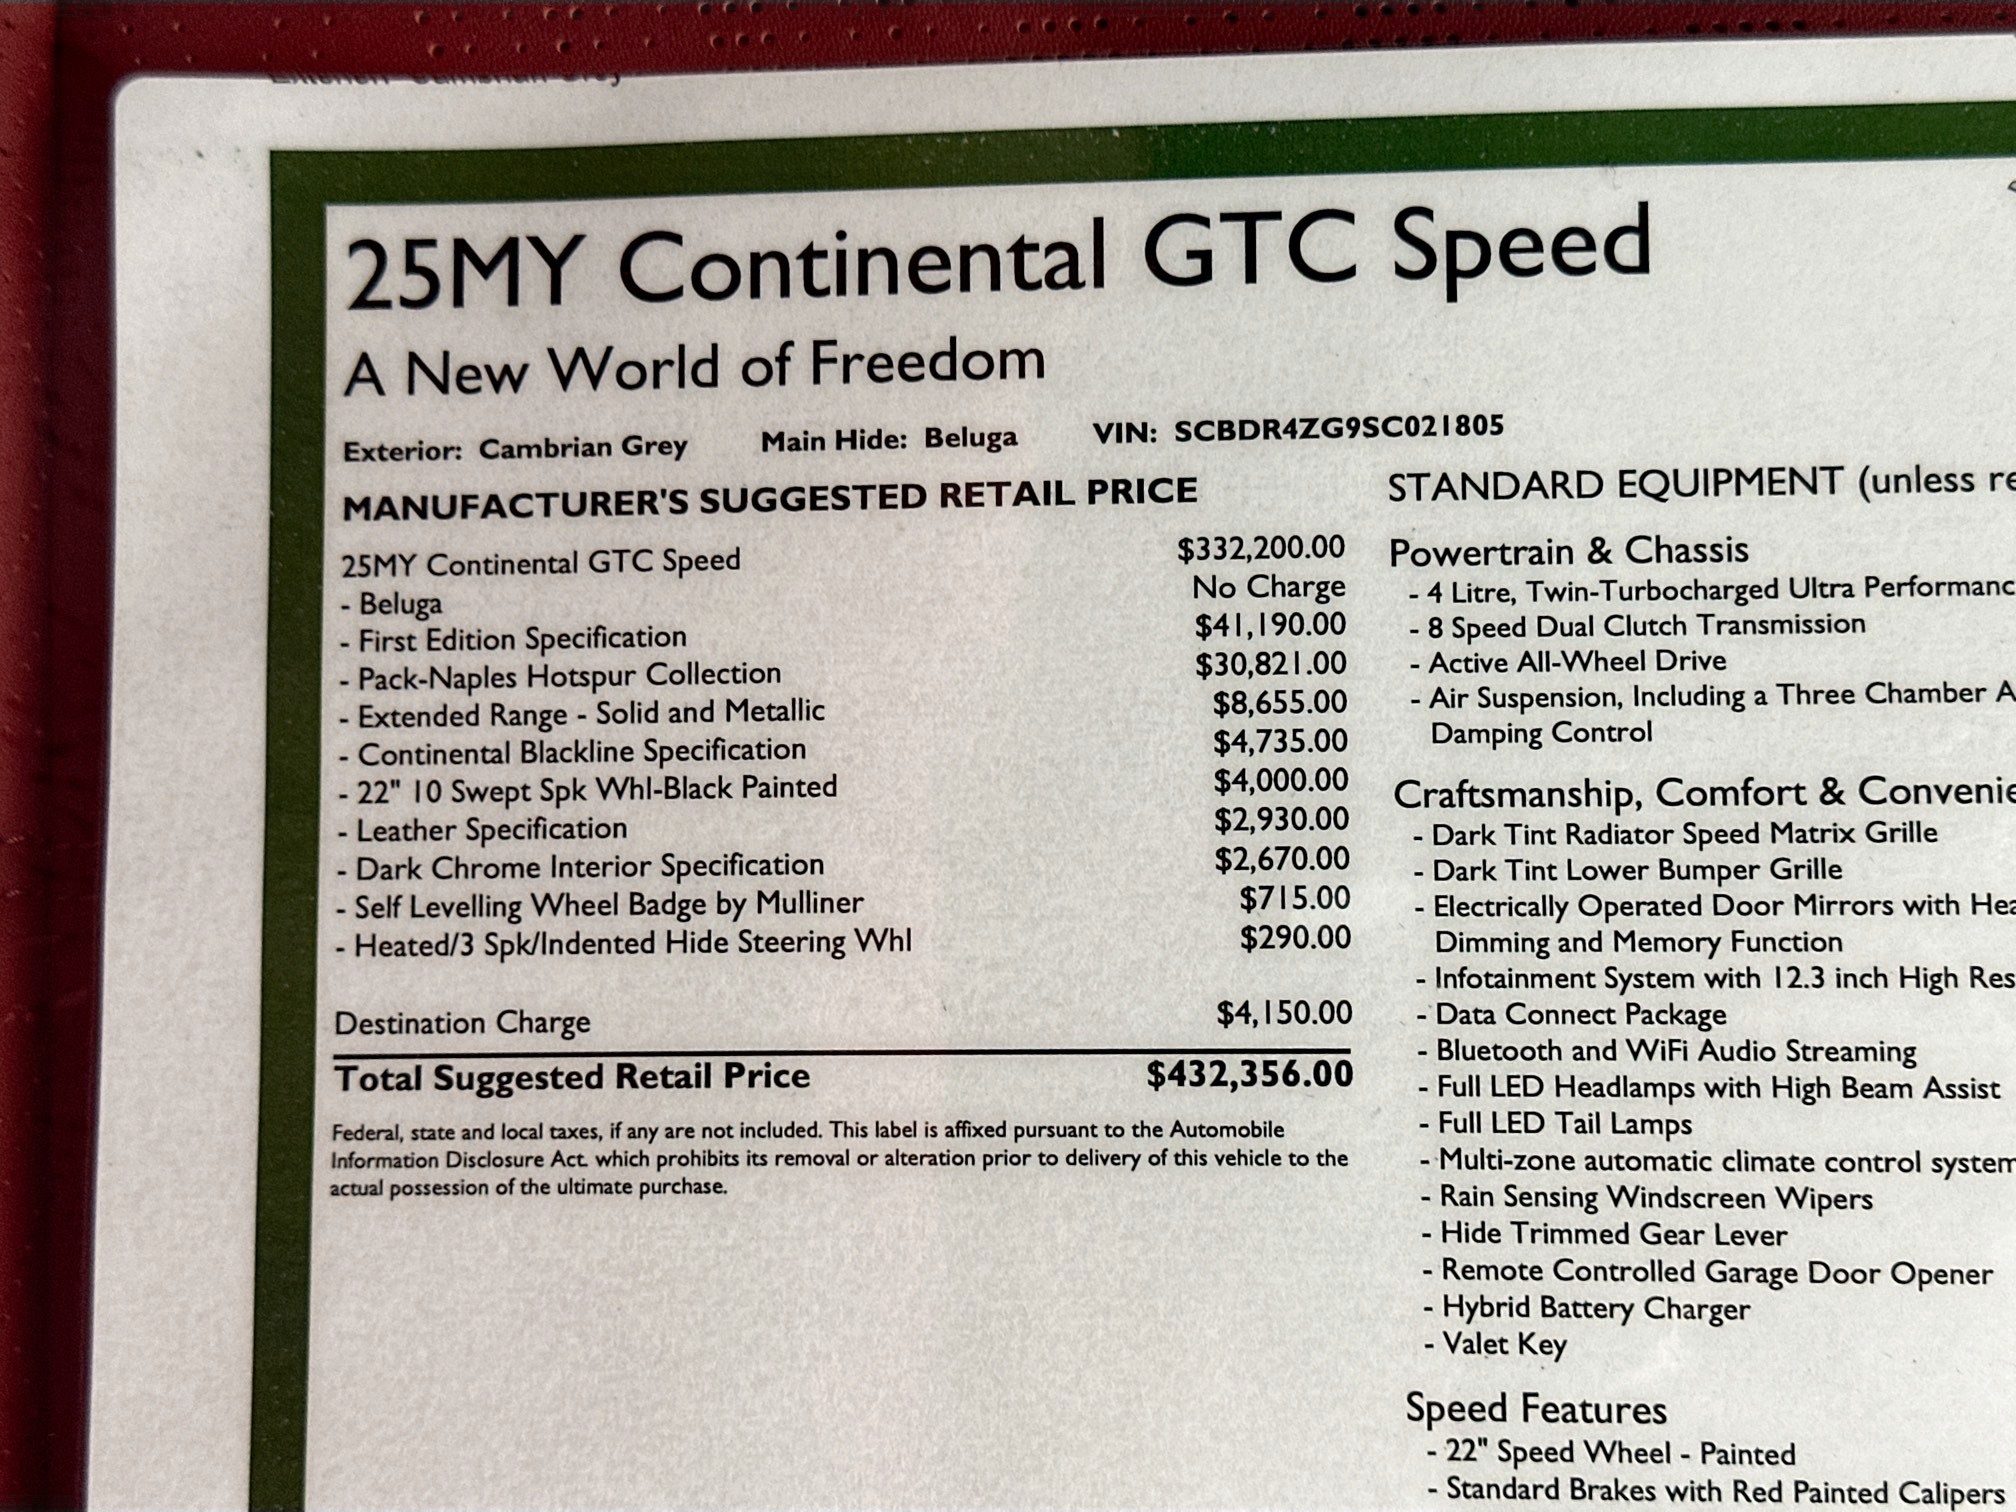 Exterior: Cambrian Grey
25MY Continental GTC Speed
A New World of Freedom
Exterior: Cambrian Grey Main Hide: Beluga VIN: SCBDR4ZG9SC021805
MANUFACTURER'S SUGGESTED RETAIL PRICE
25MY Continental GTC Speed $332,200.00
- Beluga No Charge
- First Edition Specification $41,190.00
- Pack-Naples Hotspur Collection $30,821.00
- Extended Range - Solid and Metallic $8,655.00
- Continental Blackline Specification $4,735.00
- 22" 10 Swept Spk Whl-Black Painted $4,000.00
- Leather Specification $2,930.00
- Dark Chrome Interior Specification $2,670.00
- Self Levelling Wheel Badge by Mulliner $715.00
- Heated/3 Spk/Indented Hide Steering Whl $290.00
Destination Charge $4,150.00
Total Suggested Retail Price $432,356.00
Federal, state and local taxes, if any are not included. This label is affixed pursuant to the Automobile
Information Disclosure Act. which prohibits its removal or alteration prior to delivery of this vehicle to the
actual possession of the ultimate purchase.
STANDARD EQUIPMENT (unless re
Powertrain & Chassis
- 4 Litre, Twin-Turbocharged Ultra Performanc
- 8 Speed Dual Clutch Transmission
- Active All-Wheel Drive
- Air Suspension, Including a Three Chamber A
Damping Control
Craftsmanship, Comfort & Convenie
- Dark Tint Radiator Speed Matrix Grille
- Dark Tint Lower Bumper Grille
- Electrically Operated Door Mirrors with Hea
Dimming and Memory Function
- Infotainment System with 12.3 inch High Res
- Data Connect Package
- Bluetooth and WiFi Audio Streaming
- Full LED Headlamps with High Beam Assist
- Full LED Tail Lamps
- Multi-zone automatic climate control system
- Rain Sensing Windscreen Wipers
- Hide Trimmed Gear Lever
- Remote Controlled Garage Door Opener
- Hybrid Battery Charger
- Valet Key
Speed Features
- 22" Speed Wheel - Painted
- Standard Brakes with Red Painted Calipers